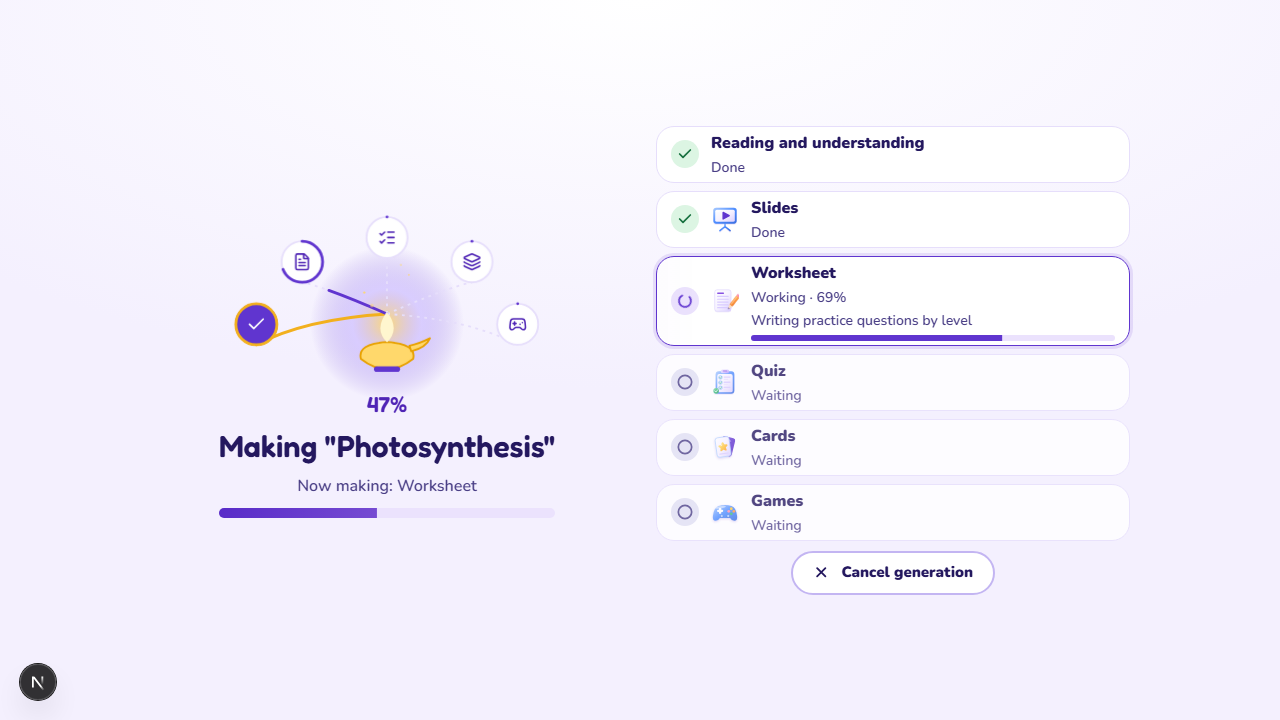 47%
Making "Photosynthesis"
Now making: Worksheet
Reading and understanding
Done
Slides
Done
Worksheet
Working · 69%
Writing practice questions by level
Quiz
Waiting
Cards
Waiting
Games
Waiting
Cancel generation
N